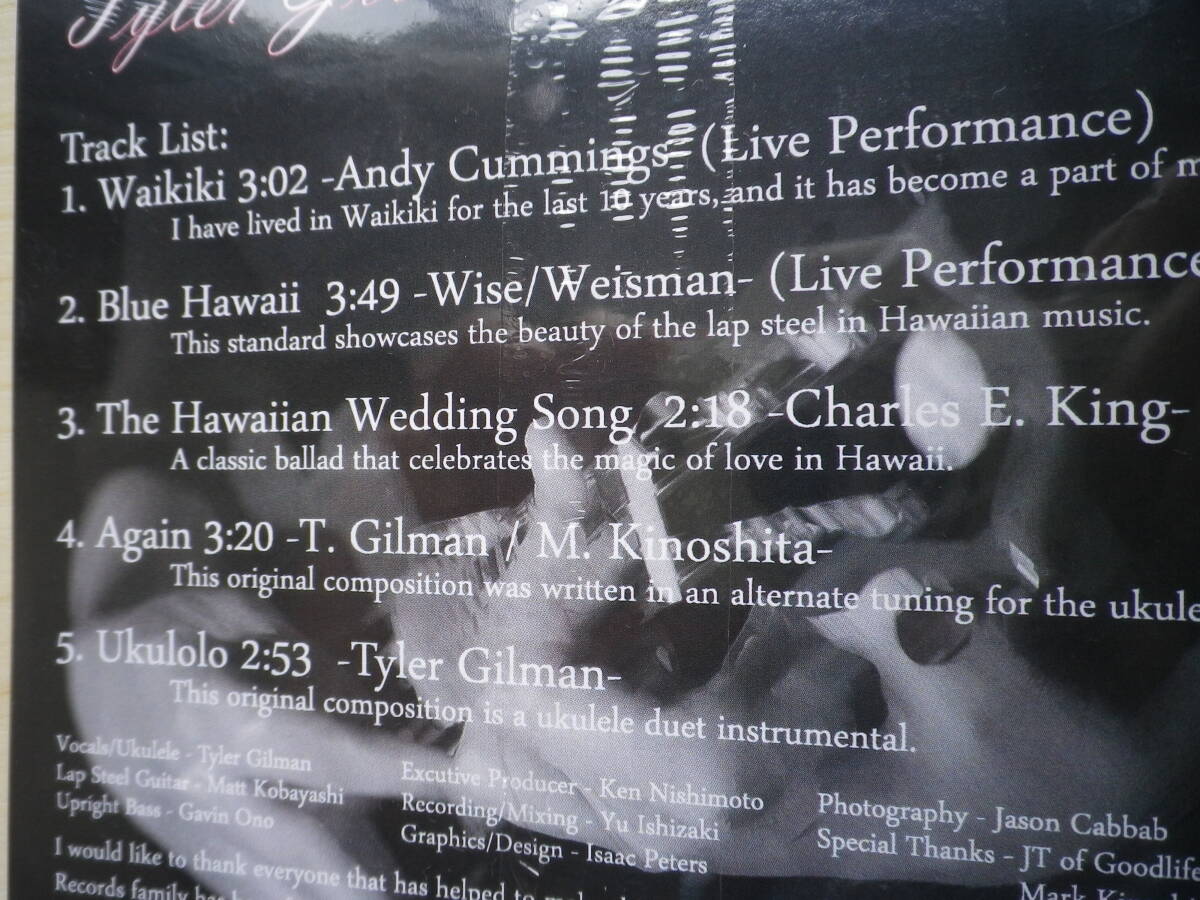 Tyler
Track List:
1. Waikiki 3:02 -Andy Cummings- (Live Performance)
I have lived in Waikiki for the last 10 years, and it has become a part of
2. Blue Hawaii 3:49 -Wise/Weisman- (Live Performance
This standard showcases the beauty of the lap steel in Hawaiian music.
3. The Hawaiian Wedding Song 2:18 -Charles E. King-
A classic ballad that celebrates the magic of love in Hawaii.
4. Again 3:20 -T. Gilman / M. Kinoshita-
This original composition was written in an alternate tuning for the ukule
5. Ukulolo 2:53 -Tyler Gilman-
This original composition is a ukulele duet instrumental.
Vocals/Ukulele - Tyler Gilman
Lap Steel Guitar - Matt Kobayashi
Upright Bass - Gavin Ono
Excutive Producer - Ken Nishimoto
Recording/Mixing - Yu Ishizaki
Graphics/Design - Isaac Peters
Photography - Jason Cabbab
Special Thanks - JT of Goodlife
Mark
I would like to thank everyone that has helped to
Records family